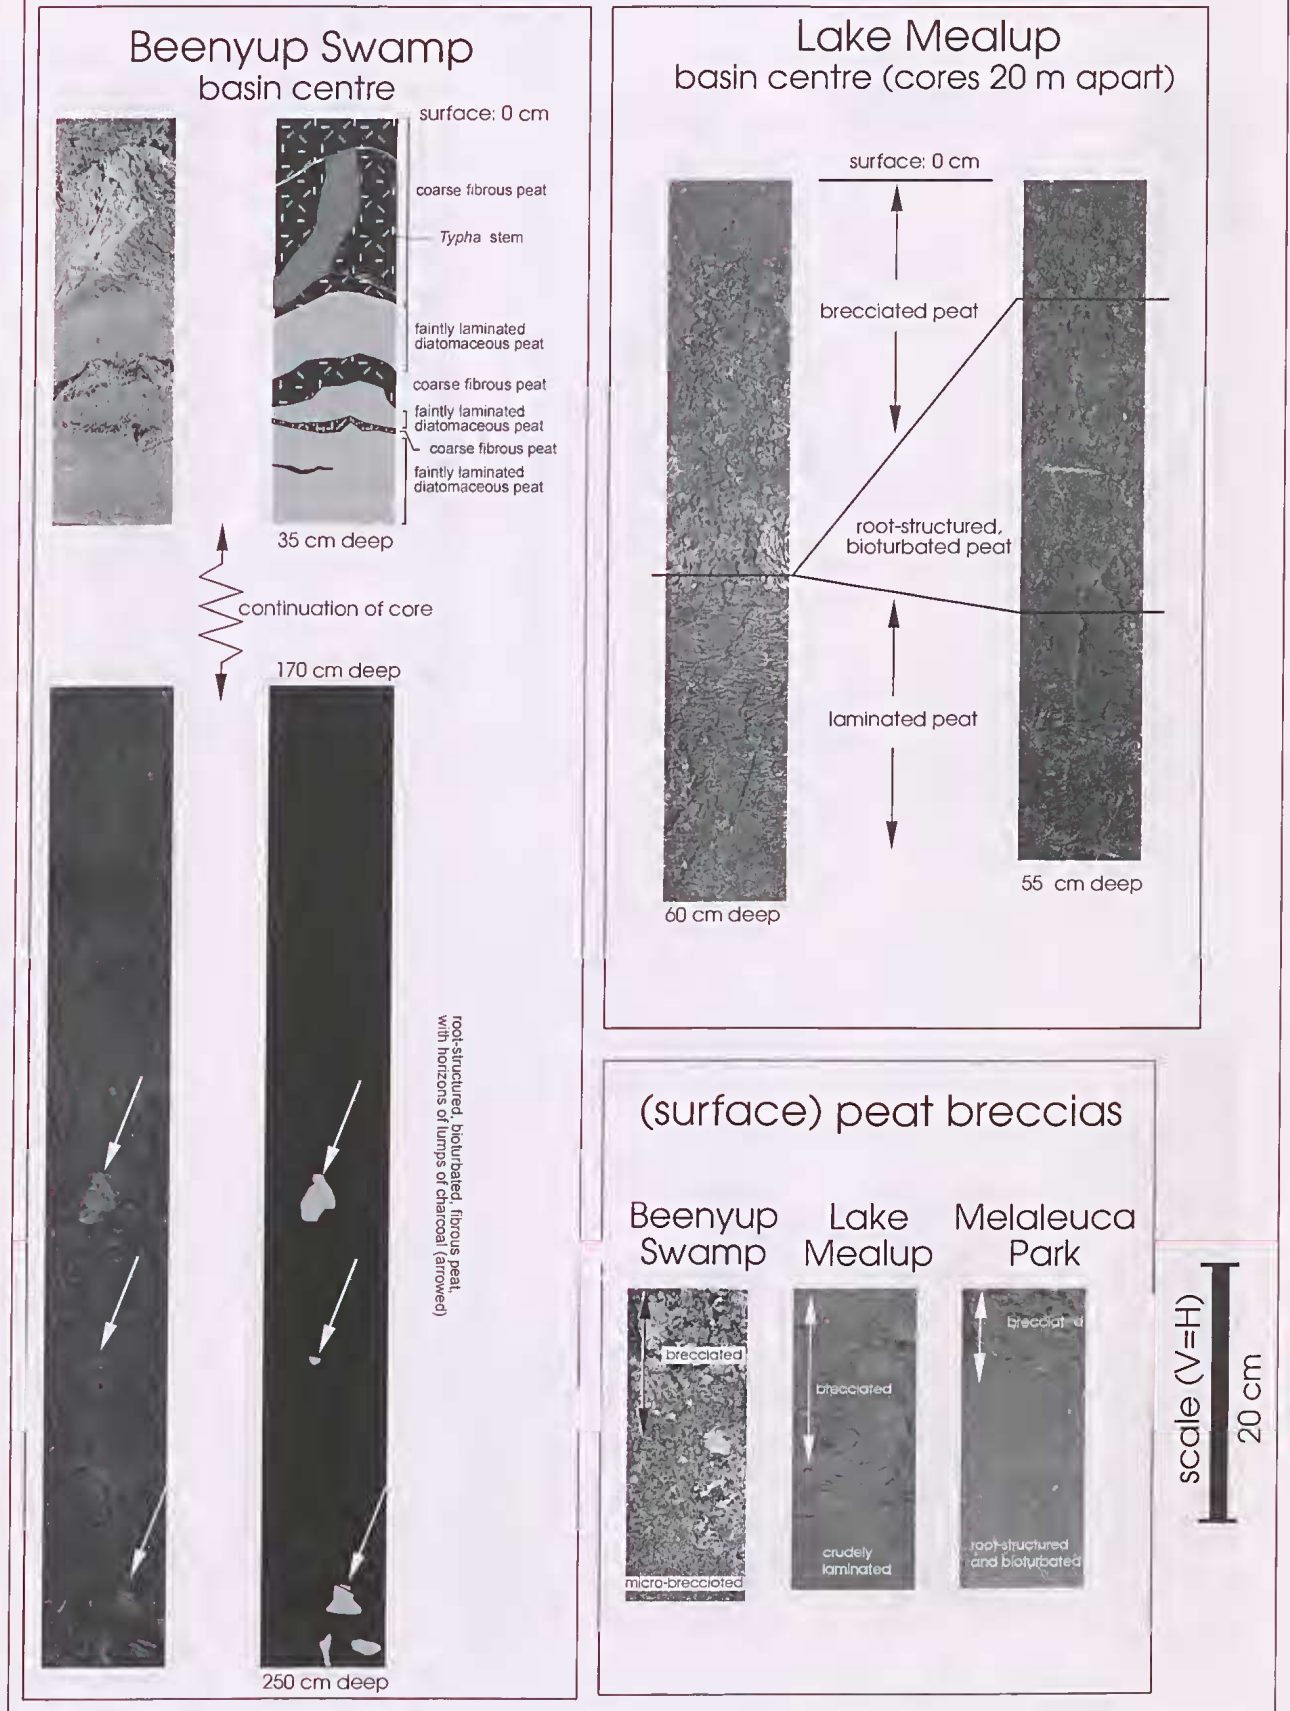 Beenyup Swamp
basin centre
surface: 0 cm
coarse fibrous peat
Typha stem
faintly laminated
diatomaceous peat
coarse fibrous peat
faintly laminated
diatomaceous peat
coarse fibrous peat
faintly laminated
diatomaceous peat
35 cm deep
continuation of core
170 cm deep
root-structured, bioturbated, fibrous peat,
with horizons of lumps of charcoal (arrowed)
250 cm deep
Lake Mealup
basin centre (cores 20 m apart)
surface: 0 cm
brecciated peat
root-structured,
bioturbated peat
laminated peat
60 cm deep
55 cm deep
(surface) peat breccias
Beenyup
Swamp
Lake
Mealup
Melaleuca
Park
brecciated
micro-brecciated
brecciated
crudely
laminated
brecciat d
root-structured
and bioturbated
scale (V=H)
20 cm